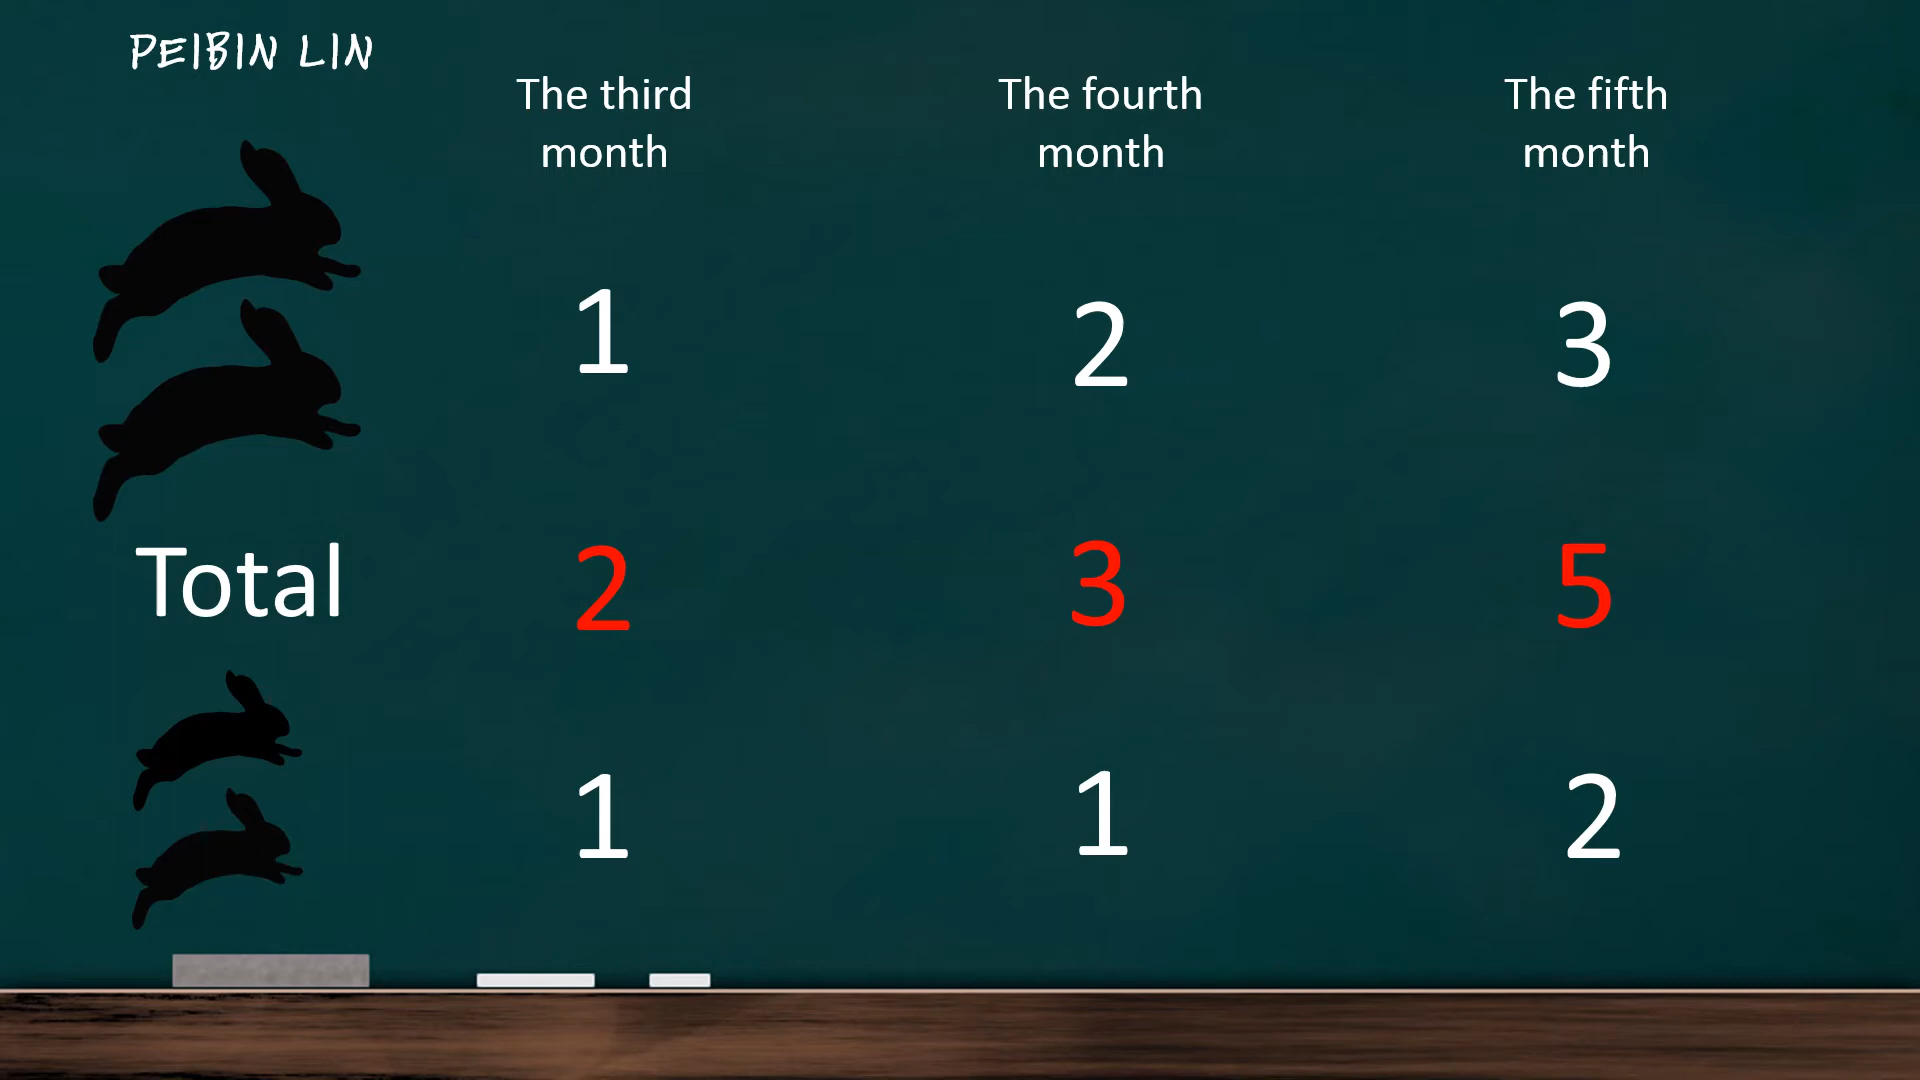 PEIBIN LIN
The third
month
The fourth
month
The fifth
month
1 2 3
Total 2 3 5
1 1 2